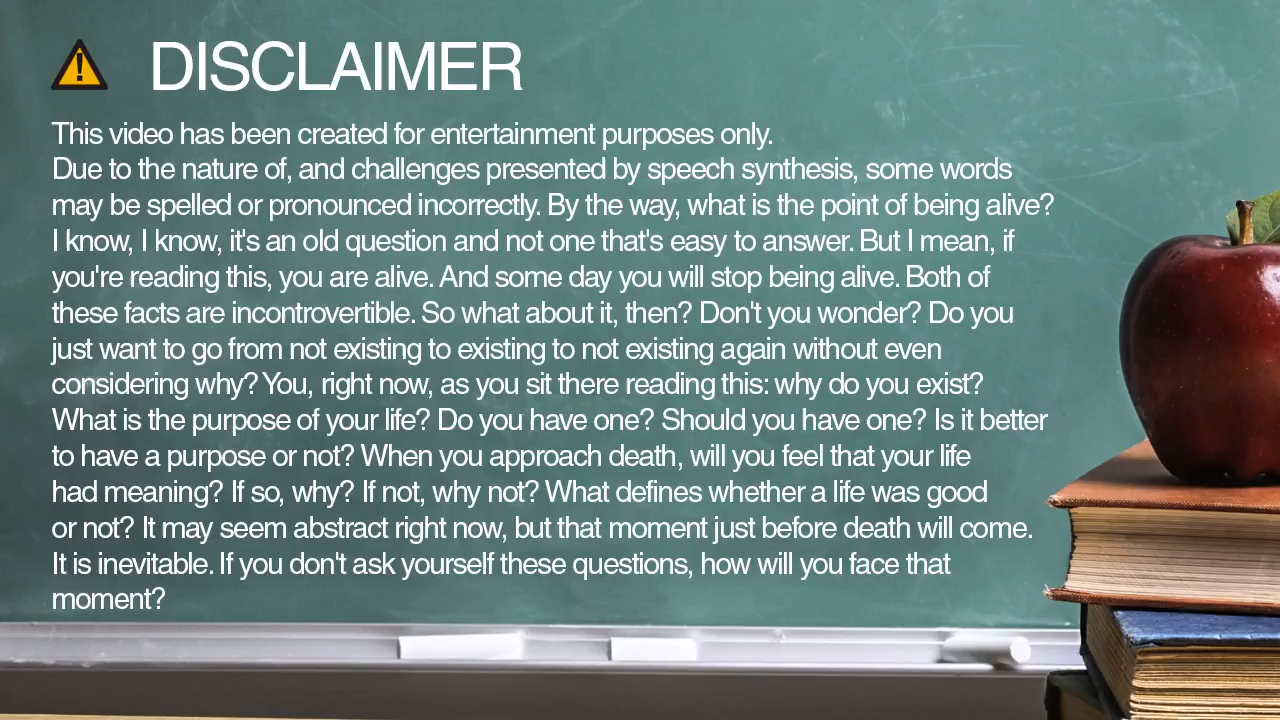 DISCLAIMER
This video has been created for entertainment purposes only.
Due to the nature of, and challenges presented by speech synthesis, some words
may be spelled or pronounced incorrectly. By the way, what is the point of being alive?
I know, I know, it's an old question and not one that's easy to answer. But I mean, if
you're reading this, you are alive. And some day you will stop being alive. Both of
these facts are incontrovertible. So what about it, then? Don't you wonder? Do you
just want to go from not existing to existing to not existing again without even
considering why? You, right now, as you sit there reading this: why do you exist?
What is the purpose of your life? Do you have one? Should you have one? Is it better
to have a purpose or not? When you approach death, will you feel that your life
had meaning? If so, why? If not, why not? What defines whether a life was good
or not? It may seem abstract right now, but that moment just before death will come.
It is inevitable. If you don't ask yourself these questions, how will you face that
moment?